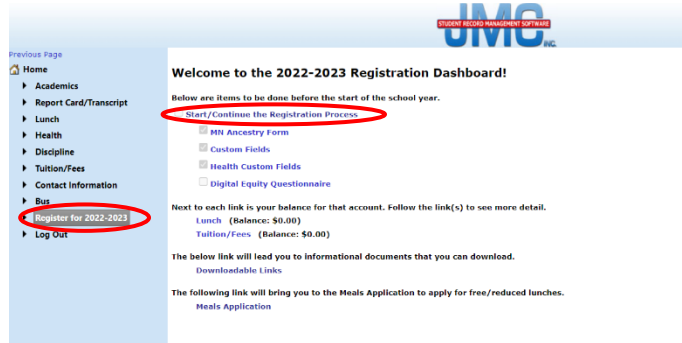 STUDENT RECORD MANAGEMENT SOFTWARE
JMC
INC.
Previous Page
Home
Academics
Report Card/Transcript
Lunch
Health
Discipline
Tuition/Fees
Contact Information
Bus
Register for 2022-2023
Log Out
Welcome to the 2022-2023 Registration Dashboard!
Below are items to be done before the start of the school year.
Start/Continue the Registration Process
MN Ancestry Form
Custom Fields
Health Custom Fields
Digital Equity Questionnaire
Next to each link is your balance for that account. Follow the link(s) to see more detail.
Lunch (Balance: $0.00)
Tuition/Fees (Balance: $0.00)
The below link will lead you to informational documents that you can download.
Downloadable Links
The following link will bring you to the Meals Application to apply for free/reduced lunches.
Meals Application